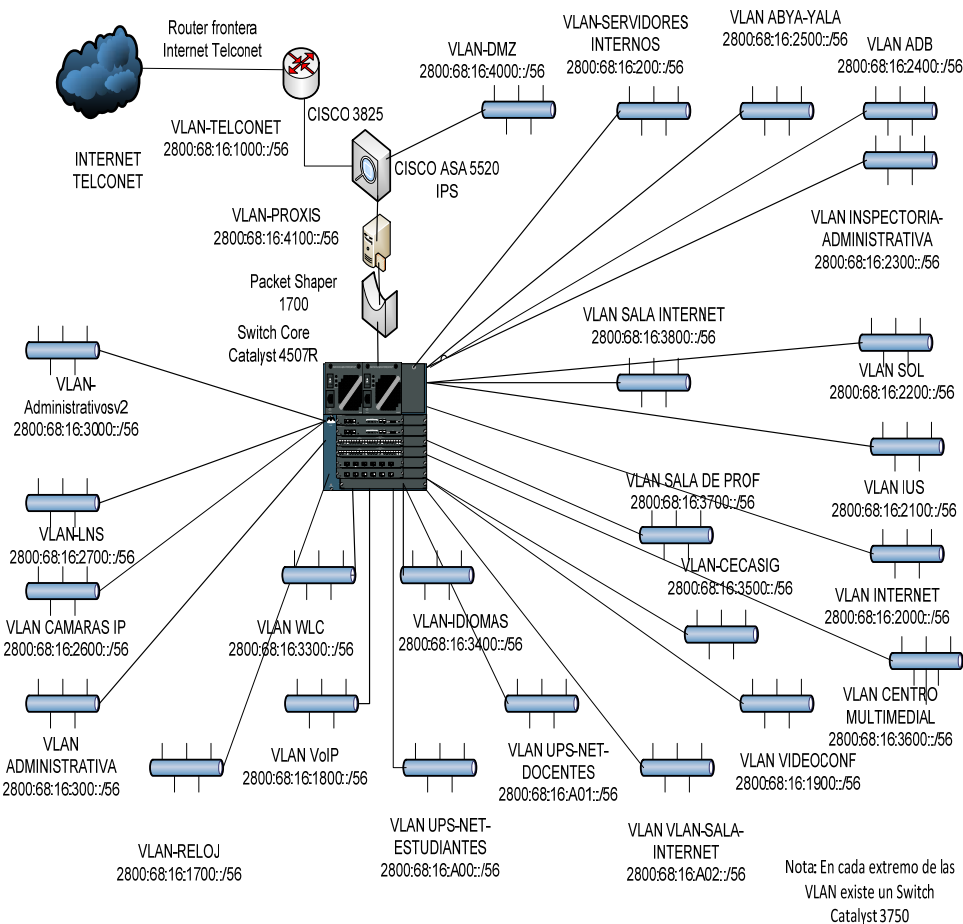 Router frontera
Internet Telconet
INTERNET
TELCONET
CISCO 3825
VLAN-TELCONET
2800:68:16:1000::/56
CISCO ASA 5520
IPS
VLAN-DMZ
2800:68:16:4000::/56
VLAN-SERVIDORES
INTERNOS
2800:68:16:200::/56
VLAN ABYA-YALA
2800:68:16:2500::/56
VLAN ADB
2800:68:16:2400::/56
VLAN INSPECTORIA-
ADMINISTRATIVA
2800:68:16:2300::/56
VLAN-PROXIS
2800:68:16:4100::/56
Packet Shaper
1700
Switch Core
Catalyst 4507R
VLAN SALA INTERNET
2800:68:16:3800::/56
VLAN SOL
2800:68:16:2200::/56
VLAN-
Administrativosv2
2800:68:16:3000::/56
VLAN IUS
2800:68:16:2100::/56
VLAN SALA DE PROF
2800:68:16:3700::/56
VLAN-LNS
2800:68:16:2700::/56
VLAN-CECASIG
2800:68:16:3500::/56
VLAN INTERNET
2800:68:16:2000::/56
VLAN CAMARAS IP
2800:68:16:2600::/56
VLAN WLC
2800:68:16:3300::/56
VLAN-IDIOMAS
2800:68:16:3400::/56
VLAN CENTRO
MULTIMEDIAL
2800:68:16:3600::/56
VLAN
ADMINISTRATIVA
2800:68:16:300::/56
VLAN VoIP
2800:68:16:1800::/56
VLAN UPS-NET-
DOCENTES
2800:68:16:A01::/56
VLAN VIDEOCONF
2800:68:16:1900::/56
VLAN-RELOJ
2800:68:16:1700::/56
VLAN UPS-NET-
ESTUDIANTES
2800:68:16:A00::/56
VLAN VLAN-SALA-
INTERNET
2800:68:16:A02::/56
Nota: En cada extremo de las
VLAN existe un Switch
Catalyst 3750